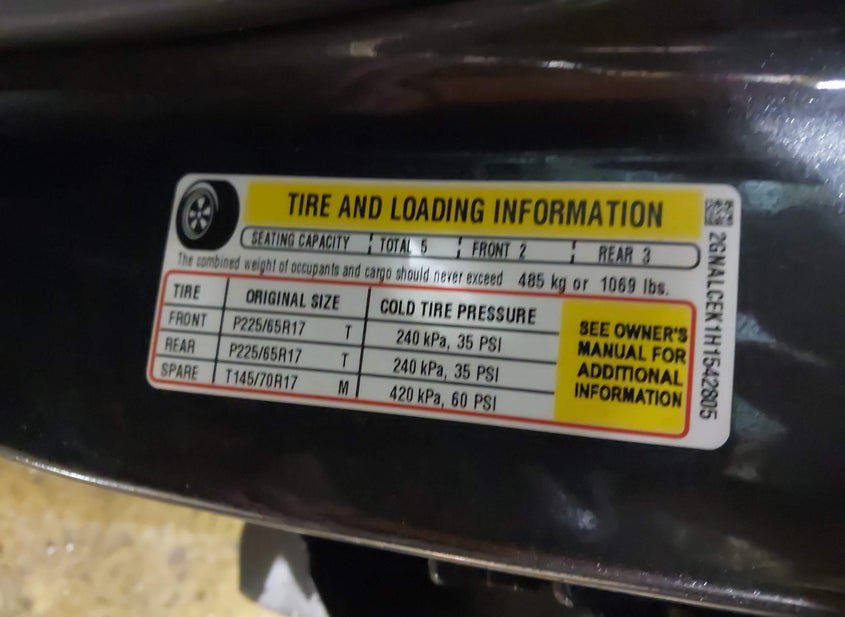 TIRE AND LOADING INFORMATION
SEATING CAPACITY TOTAL 5 FRONT 2 REAR 3
The combined weight of occupants and cargo should never exceed 485 kg or 1069 lbs.
TIRE ORIGINAL SIZE COLD TIRE PRESSURE
FRONT P225/65R17 T 240 kPa, 35 PSI
REAR P225/65R17 T 240 kPa, 35 PSI
SPARE T145/70R17 M 420 kPa, 60 PSI
SEE OWNER'S
MANUAL FOR
ADDITIONAL
INFORMATION
2GNALCEK1H1542805